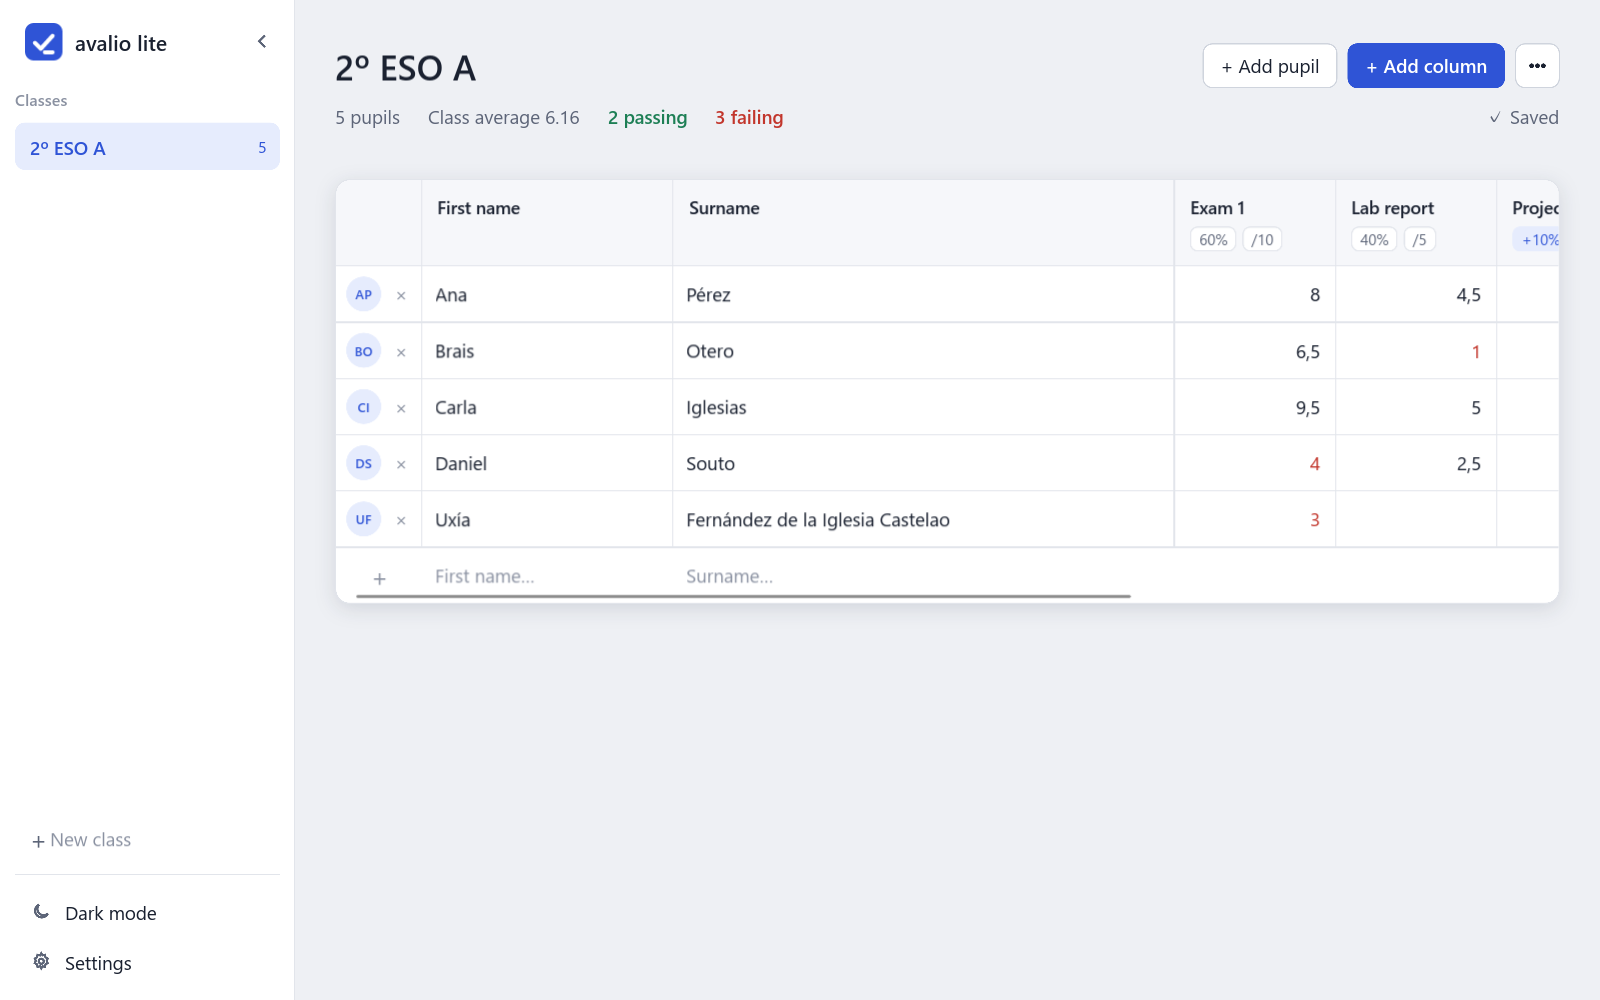 avalio lite
Classes
2º ESO A 5
+ New class
Dark mode
Settings
2º ESO A
+ Add pupil
+ Add column
5 pupils Class average 6.16 2 passing 3 failing
✓ Saved
First name Surname Exam 1 Lab report Projec
60% /10 40% /5 +10%
AP × Ana Pérez 8 4,5
BO × Brais Otero 6,5 1
CI × Carla Iglesias 9,5 5
DS × Daniel Souto 4 2,5
UF × Uxía Fernández de la Iglesia Castelao 3
+ First name... Surname...